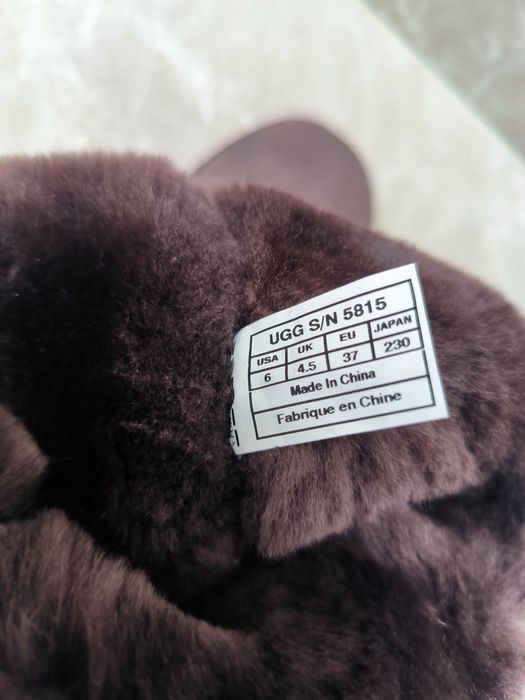 UGG S/N 5815
USA UK EU JAPAN
6 4.5 37 230
Made In China
Fabrique en Chine